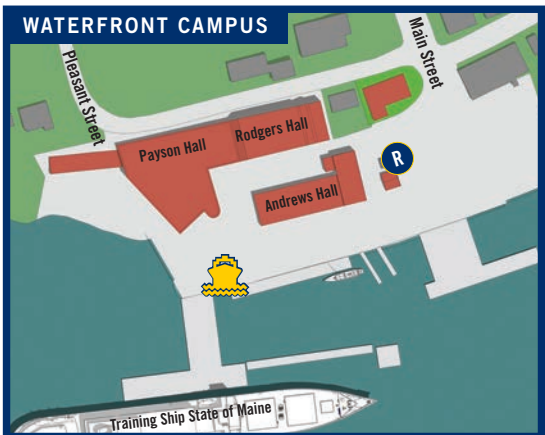 WATERFRONT CAMPUS
Pleasant Street
Main Street
Payson Hall
Rodgers Hall
R
Andrews Hall
Training Ship State of Maine